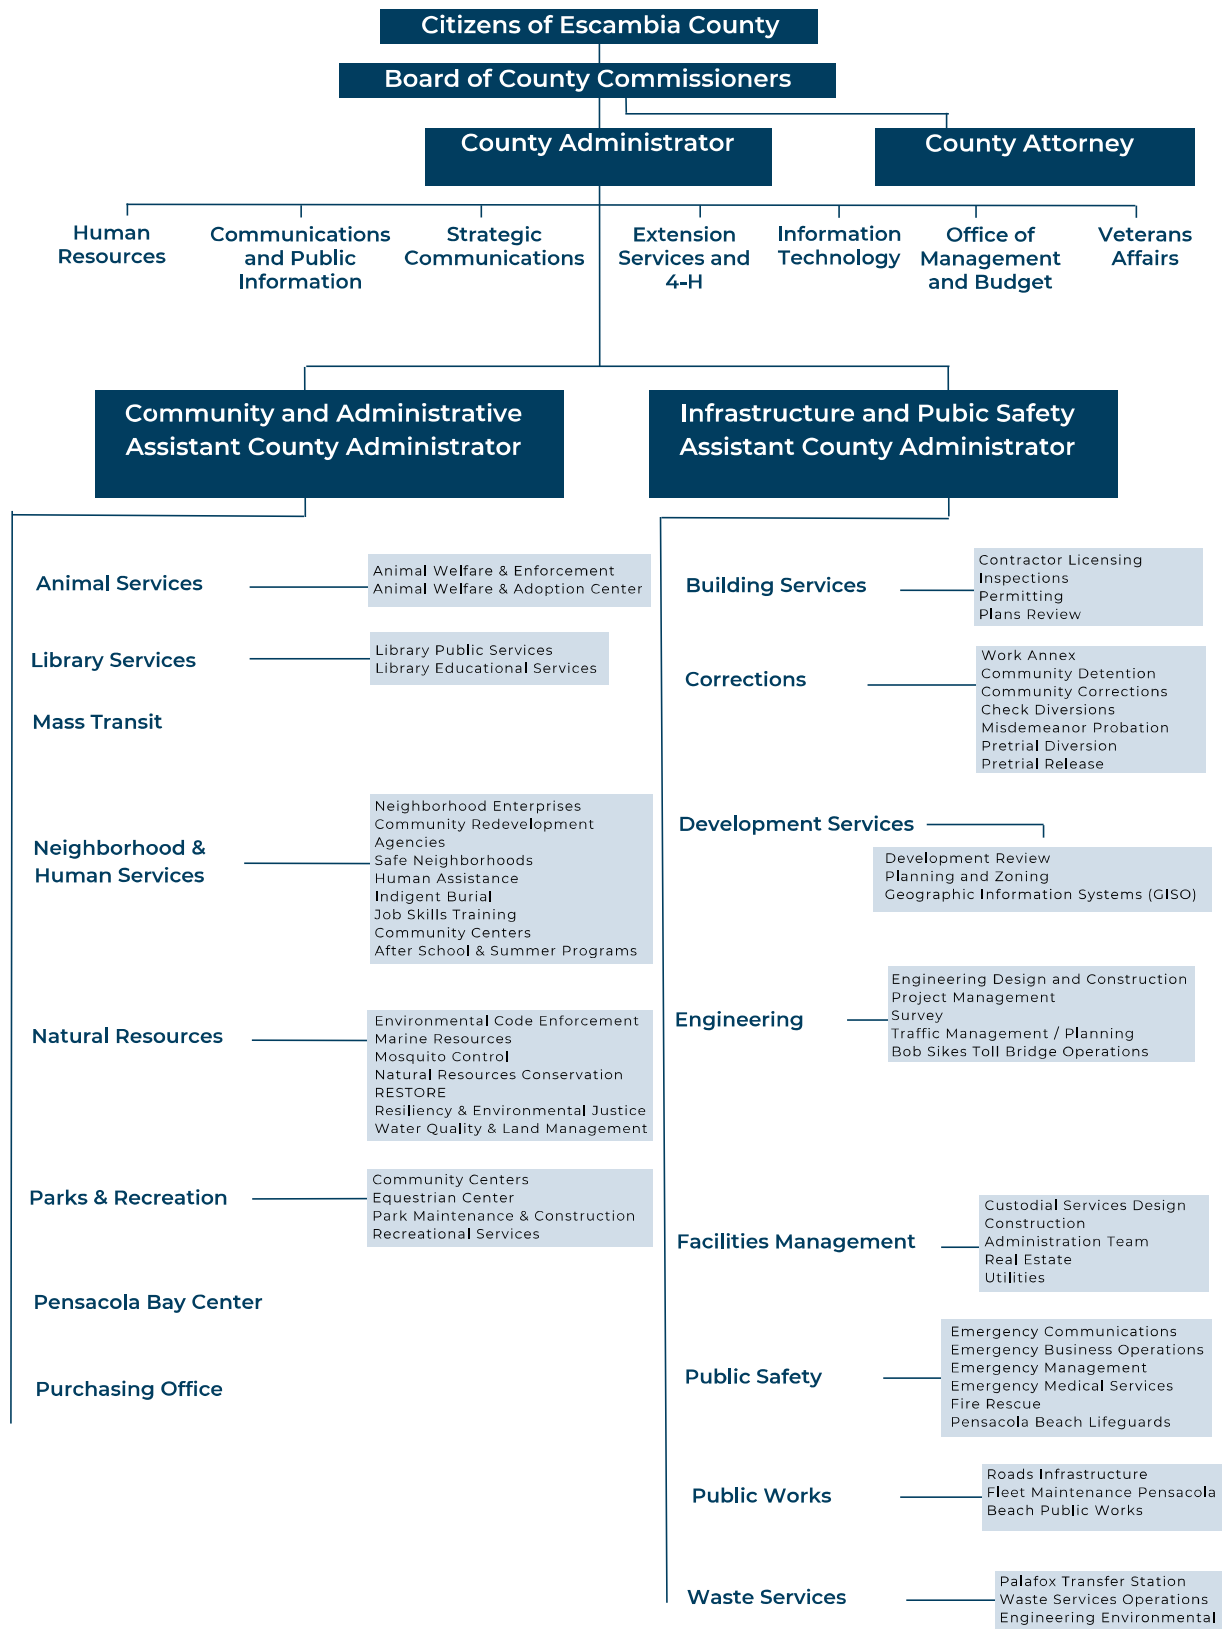 Citizens of Escambia County
Board of County Commissioners
County Administrator
County Attorney
Human
Resources
Communications
and Public
Information
Strategic
Communications
Extension
Services and
4-H
Information
Technology
Office of
Management
and Budget
Veterans
Affairs
Community and Administrative
Assistant County Administrator
Infrastructure and Pubic Safety
Assistant County Administrator
Animal Services
Animal Welfare & Enforcement
Animal Welfare & Adoption Center
Library Services
Library Public Services
Library Educational Services
Mass Transit
Neighborhood &
Human Services
Neighborhood Enterprises
Community Redevelopment
Agencies
Safe Neighborhoods
Human Assistance
Indigent Burial
Job Skills Training
Community Centers
After School & Summer Programs
Natural Resources
Environmental Code Enforcement
Marine Resources
Mosquito Control
Natural Resources Conservation
RESTORE
Resiliency & Environmental Justice
Water Quality & Land Management
Parks & Recreation
Community Centers
Equestrian Center
Park Maintenance & Construction
Recreational Services
Pensacola Bay Center
Purchasing Office
Building Services
Contractor Licensing
Inspections
Permitting
Plans Review
Corrections
Work Annex
Community Detention
Community Corrections
Check Diversions
Misdemeanor Probation
Pretrial Diversion
Pretrial Release
Development Services
Development Review
Planning and Zoning
Geographic Information Systems (GISO)
Engineering
Engineering Design and Construction
Project Management
Survey
Traffic Management / Planning
Bob Sikes Toll Bridge Operations
Facilities Management
Custodial Services Design
Construction
Administration Team
Real Estate
Utilities
Public Safety
Emergency Communications
Emergency Business Operations
Emergency Management
Emergency Medical Services
Fire Rescue
Pensacola Beach Lifeguards
Public Works
Roads Infrastructure
Fleet Maintenance Pensacola
Beach Public Works
Waste Services
Palafox Transfer Station
Waste Services Operations
Engineering Environmental